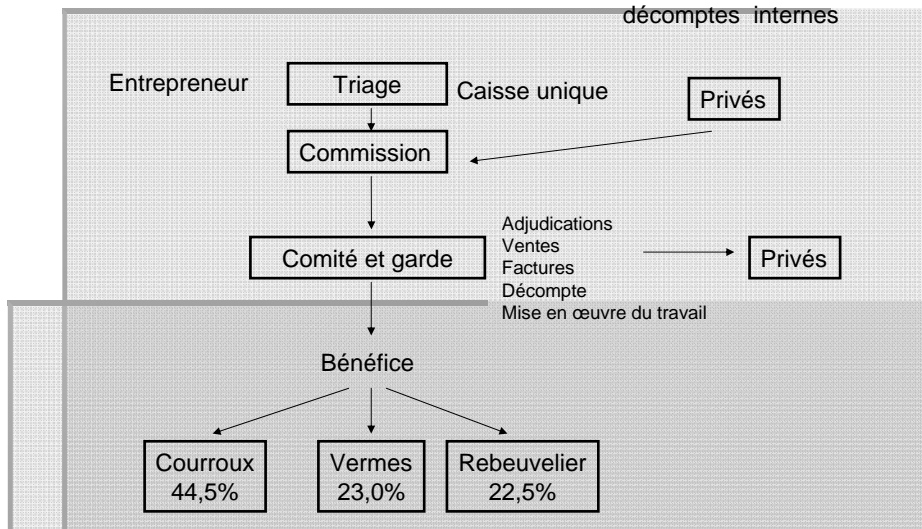 décomptes internes
Entrepreneur
Triage
Caisse unique
Privés
Commission
Comité et garde
Adjudications
Ventes
Factures
Décompte
Mise en œuvre du travail
Privés
Bénéfice
Courroux
44,5%
Vermes
23,0%
Rebeuvelier
22,5%